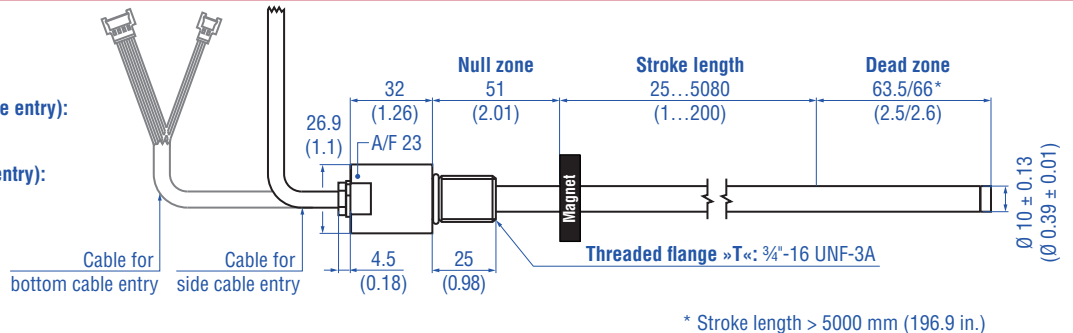 Null zone
Stroke length
Dead zone
32
51
25…5080
63.5/66*
(1.26)
(2.01)
(1…200)
(2.5/2.6)
e entry):
26.9
(1.1)
A/F 23
entry):
Magnet
Ø 10 ± 0.13
(Ø 0.39 ± 0.01)
Cable for
bottom cable entry
Cable for
side cable entry
4.5
(0.18)
25
(0.98)
Threaded flange »T«: ¾"-16 UNF-3A
* Stroke length > 5000 mm (196.9 in.)